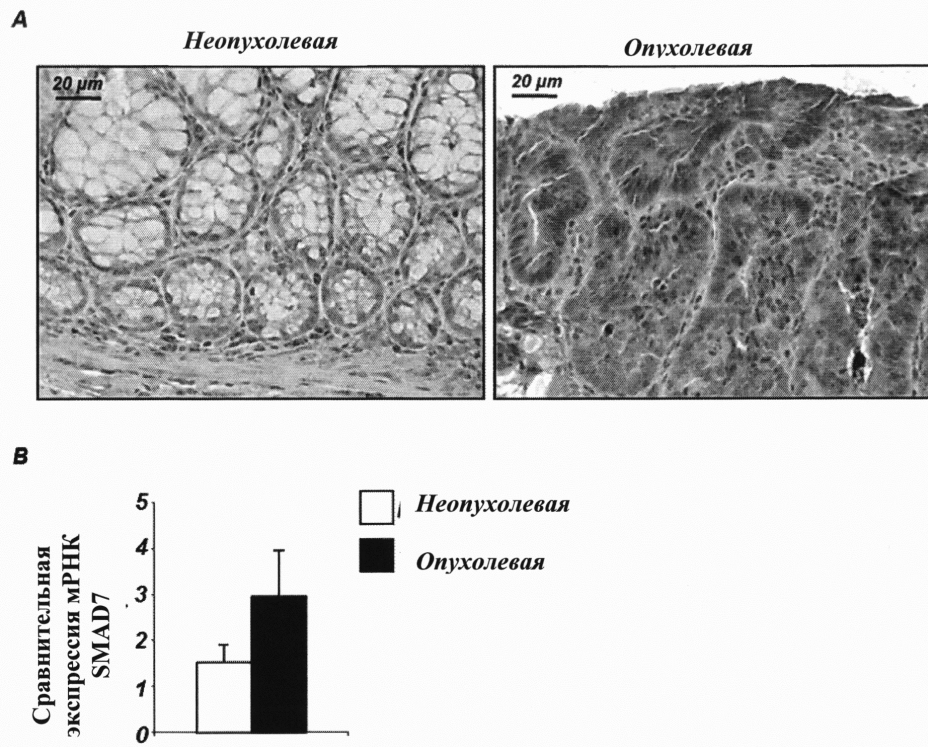 A
Неопухолевая
Опухолевая
20 µm
20 µm
B
Сравнительная
экспрессия мРНК
SMAD7
5
4
3
2
1
0
Неопухолевая
Опухолевая